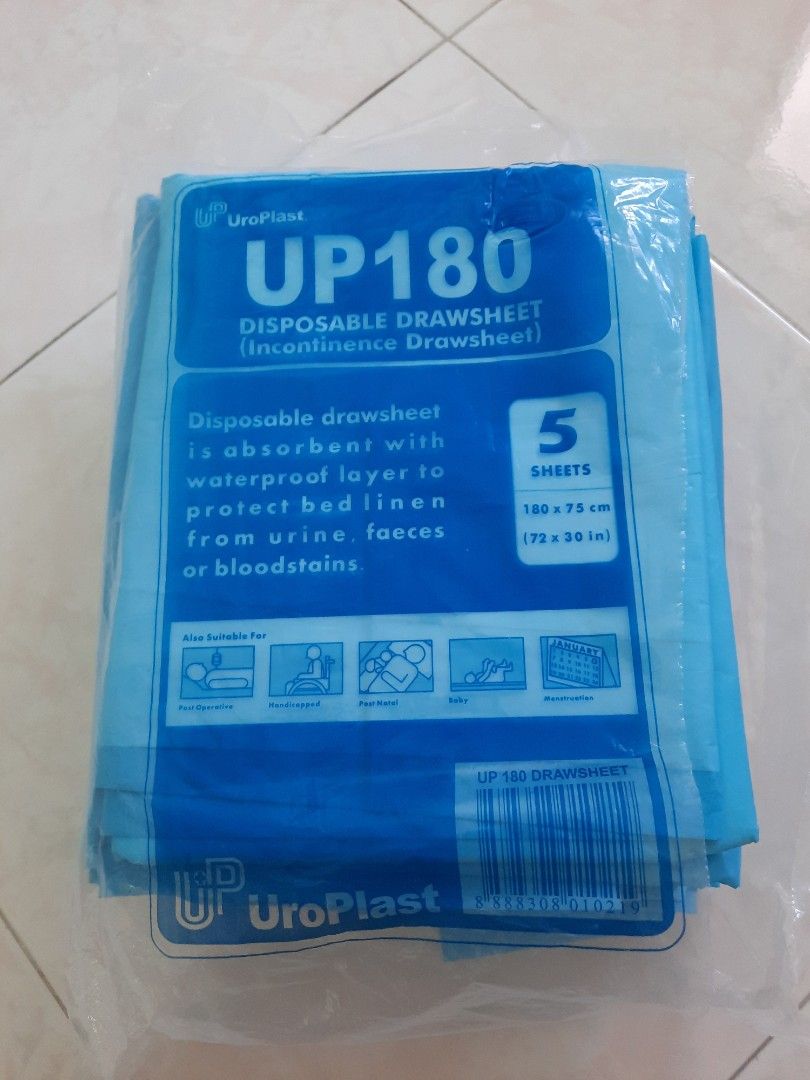 UP UroPlast
UP180
DISPOSABLE DRAWSHEET
(Incontinence Drawsheet)
Disposable drawsheet
is absorbent with
waterproof layer to
protect bed linen
from urine, faeces
or bloodstains.
5
SHEETS
180 x 75 cm
(72 x 30 in)
Also Suitable For
JANUARY
Post Operative
Handicapped
Post Natal
Baby
Menstruation
UP 180 DRAWSHEET
8 888308 010219
UP UroPlast